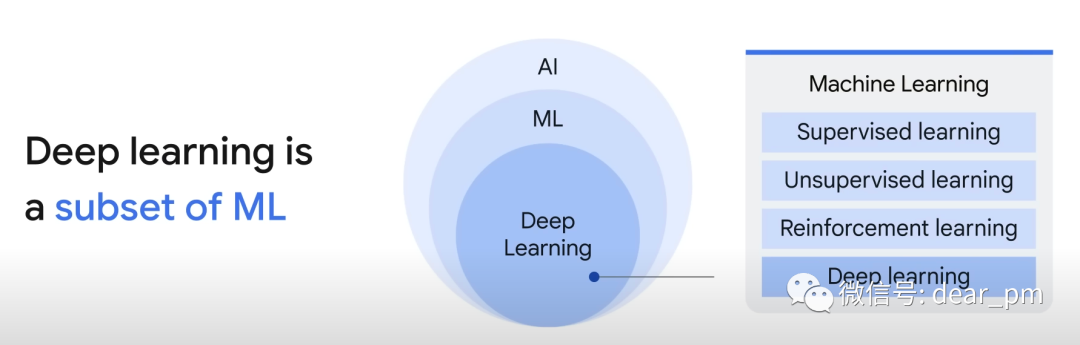 Deep learning is
a subset of ML
AI
ML
Deep
Learning
Machine Learning
Supervised learning
Unsupervised learning
Reinforcement learning
Deep learning
微信号: dear_pm